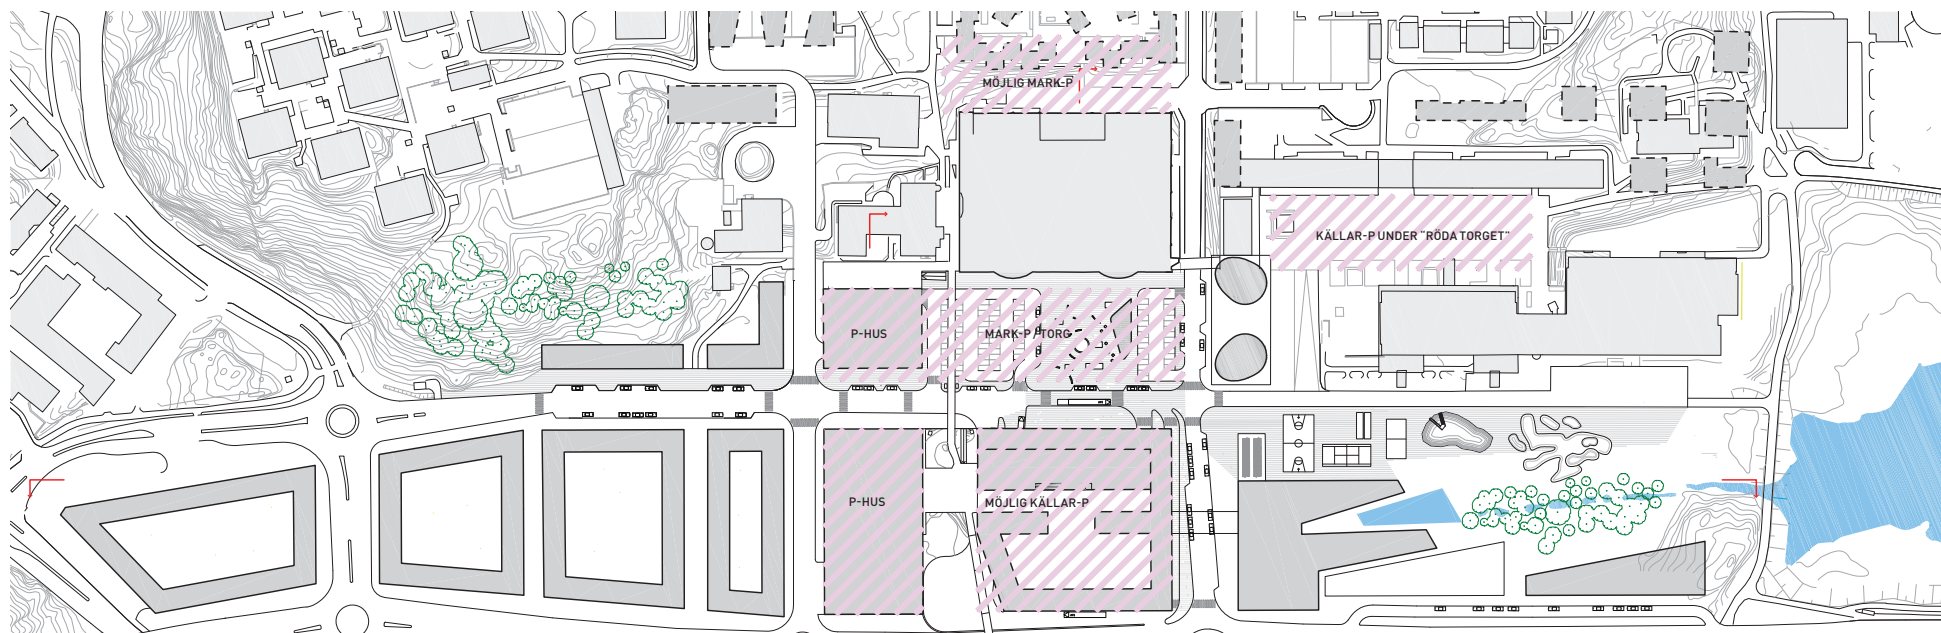 MÖJLIG MARK-P
KÄLLAR-P UNDER "RÖDA TORGET"
P-HUS
MARK-P / TORG
P-HUS
MÖJLIG KÄLLAR-P